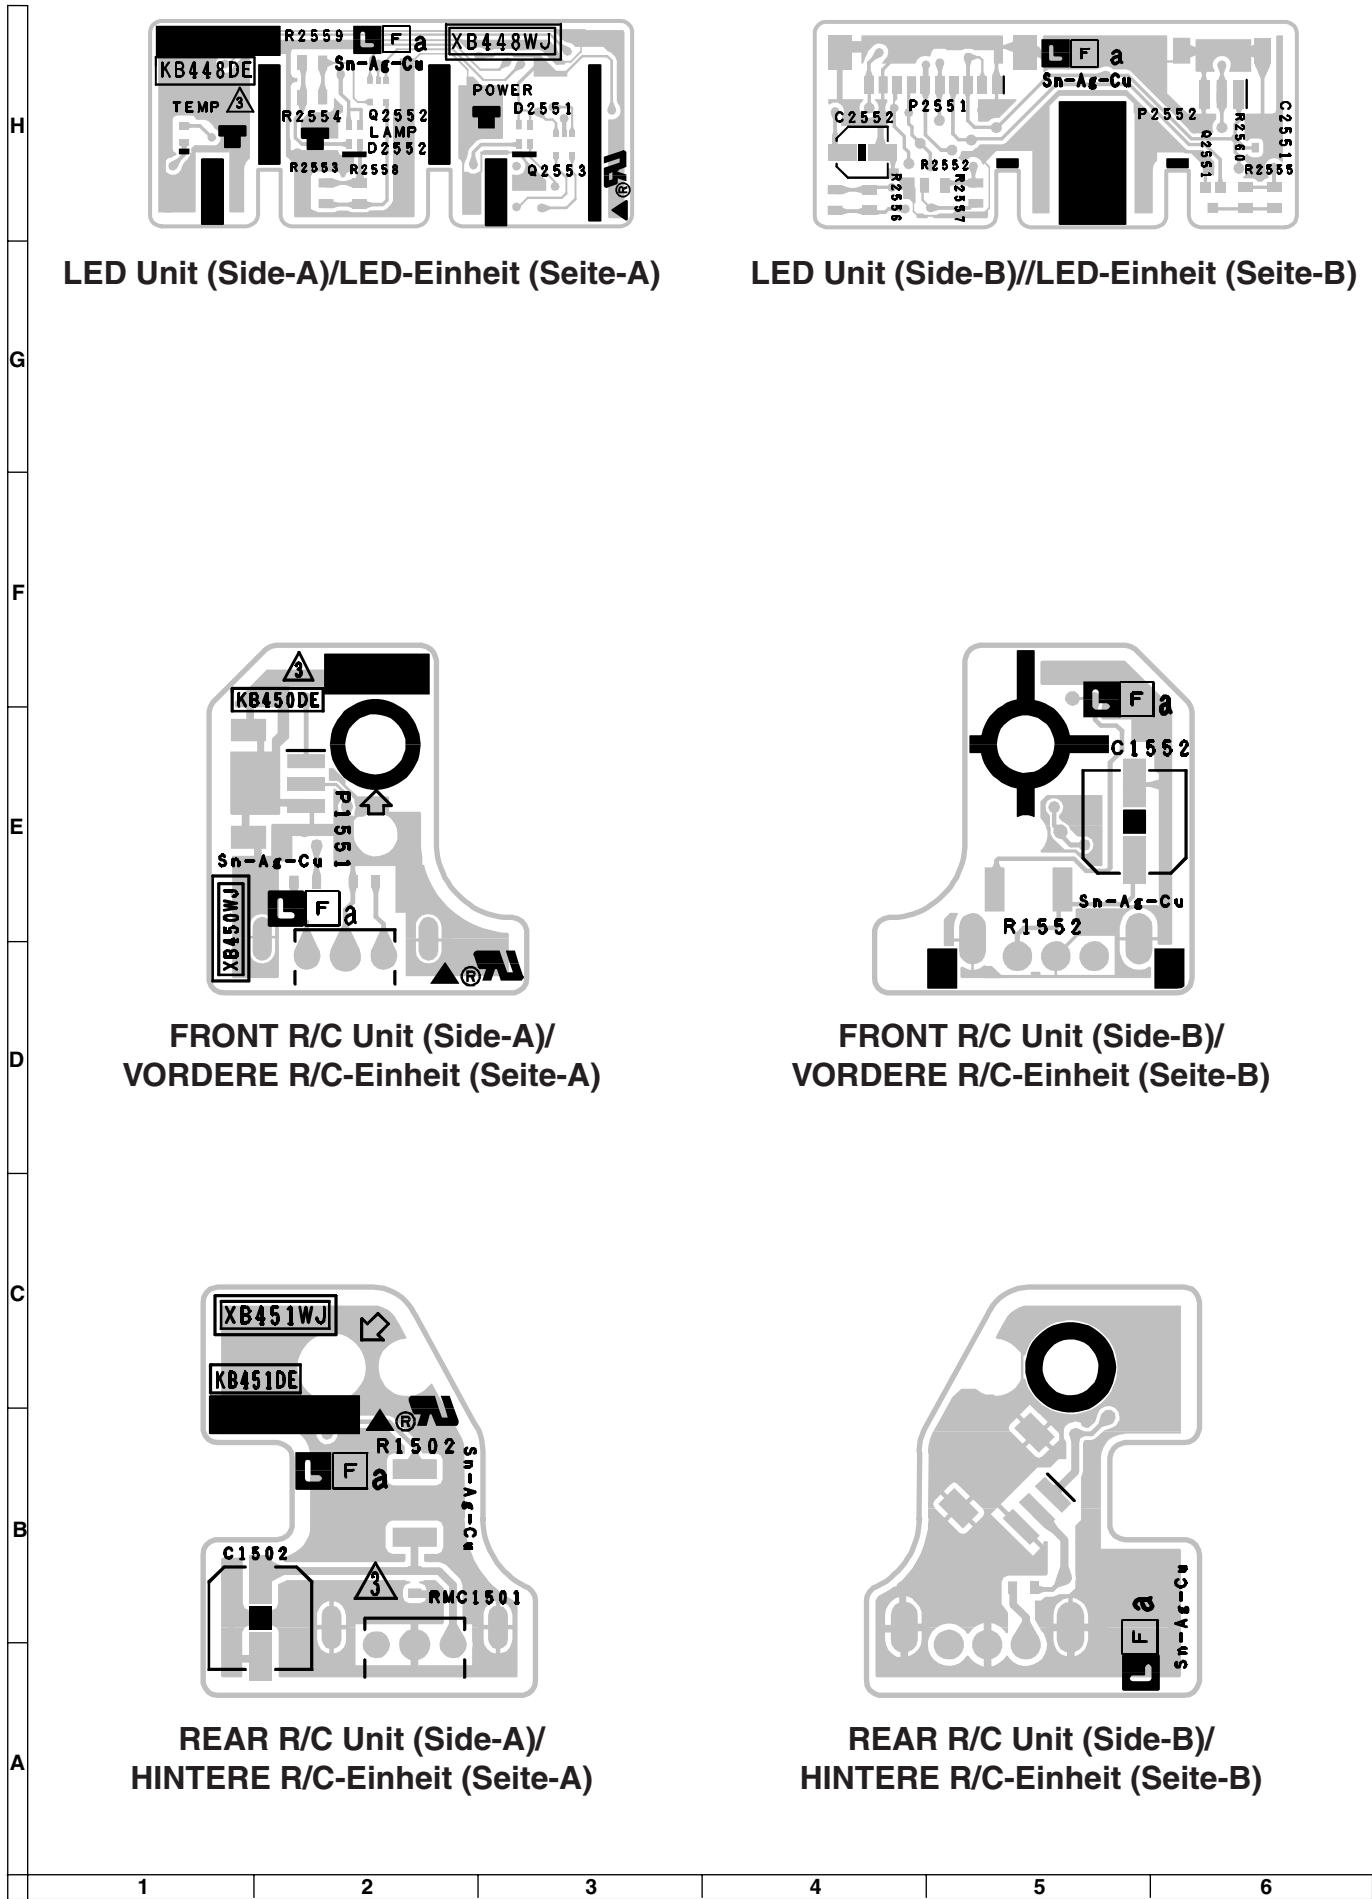 H
R2559
L F a
XB448WJ
KB448DE
Sn-Ag-Cu
TEMP
3
POWER
D2551
R2554
Q2552
LAMP
D2552
R2553
R2558
Q2553
®
L F a
Sn-Ag-Cu
P2551
C2552
P2552
C2551
R2560
Q2551
R2552
R2555
R2556
R2557
LED Unit (Side-A)/LED-Einheit (Seite-A)
LED Unit (Side-B)//LED-Einheit (Seite-B)
G
F
3
KB450DE
P1551
Sn-Ag-Cu
XB450WJ
L F a
®
E
L F a
C1552
Sn-Ag-Cu
R1552
FRONT R/C Unit (Side-A)/
VORDERE R/C-Einheit (Seite-A)
FRONT R/C Unit (Side-B)/
VORDERE R/C-Einheit (Seite-B)
D
C
XB451WJ
KB451DE
®
R1502
L F a
Sn-Ag-Cu
B
C1502
3
RMC1501
L F a
Sn-Ag-Cu
REAR R/C Unit (Side-A)/
HINTERE R/C-Einheit (Seite-A)
REAR R/C Unit (Side-B)/
HINTERE R/C-Einheit (Seite-B)
A
1 2 3 4 5 6